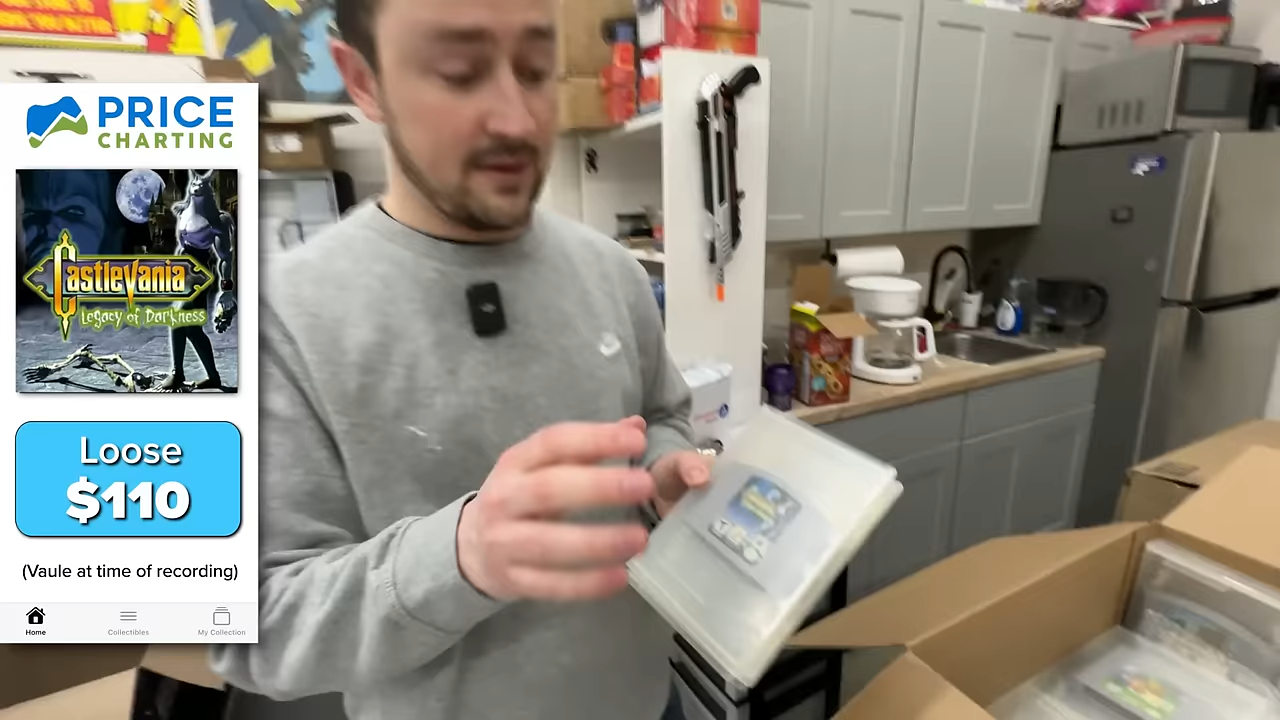 PRICE
CHARTING
Castlevania
Legacy of Darkness
Loose
$110
(Vaule at time of recording)
Home
Collectibles
My Collection